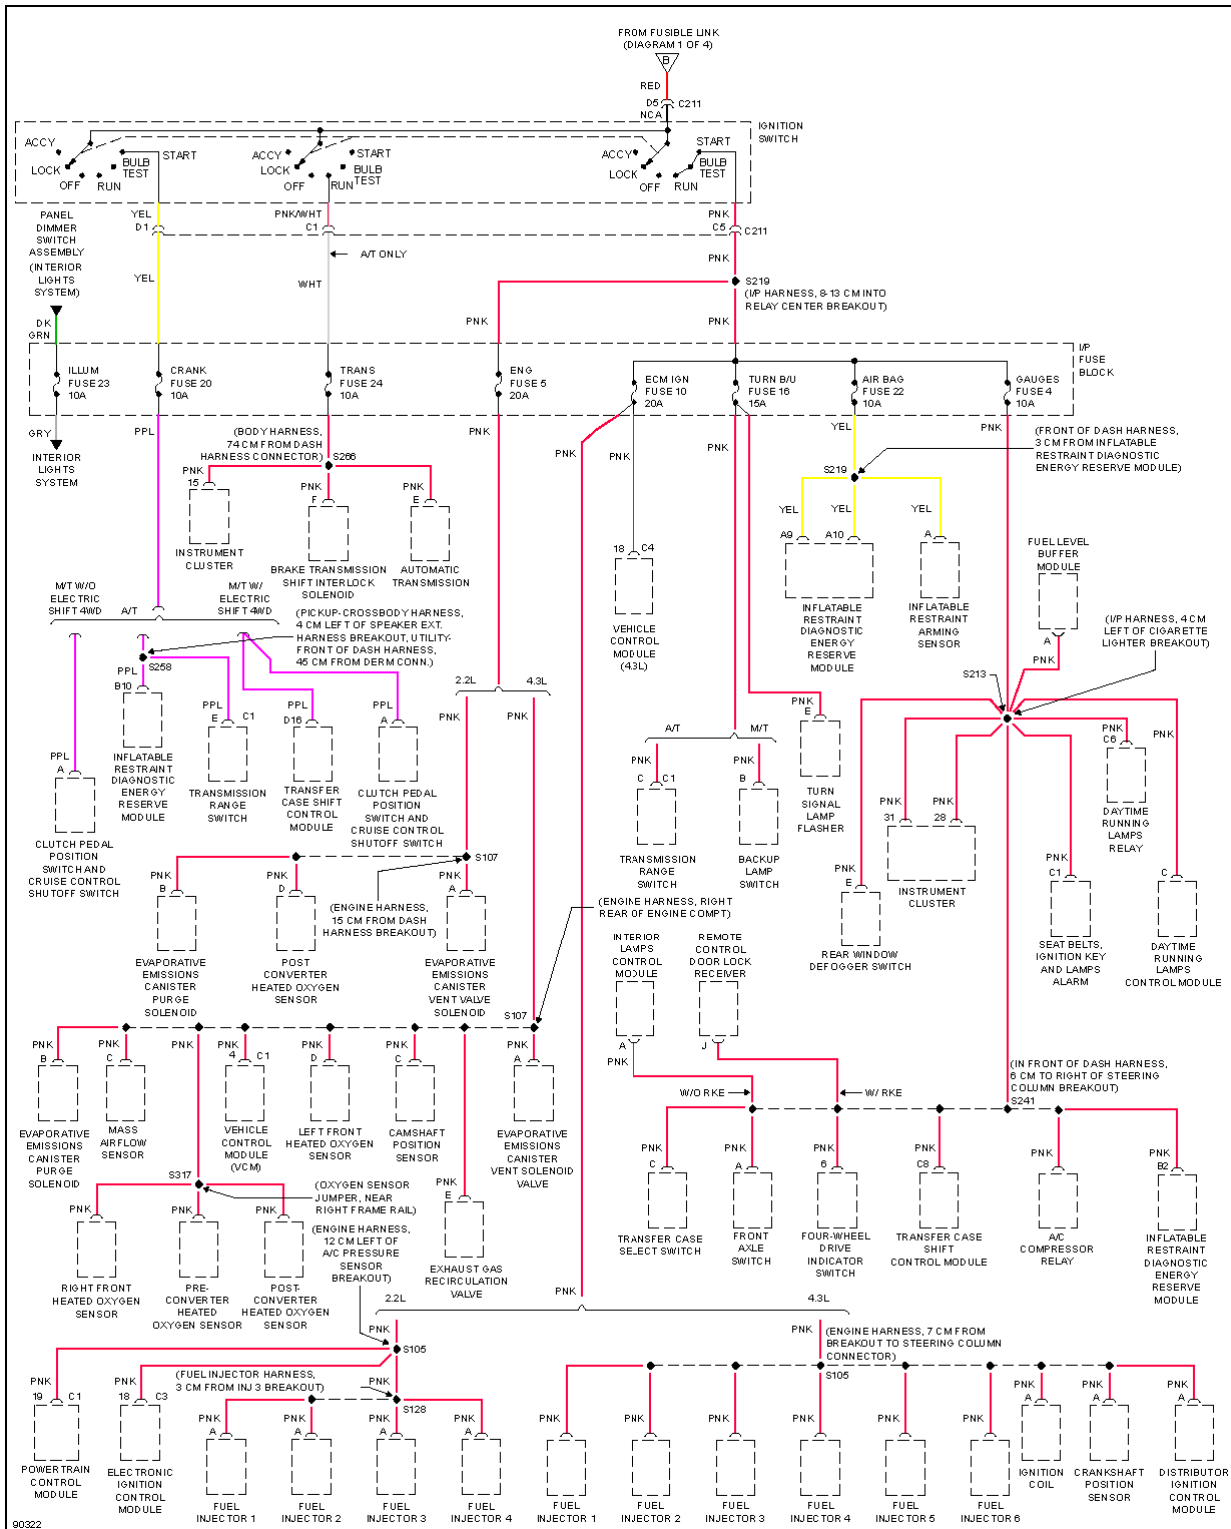 FROM FUSIBLE LINK
(DIAGRAM 1 OF 4)
B
RED
D5 C211
NCA
IGNITION
SWITCH
ACCY
LOCK
OFF
RUN
BULB
TEST
START
ACCY
LOCK
OFF
RUN
BULB
TEST
START
ACCY
LOCK
OFF
RUN
BULB
TEST
START
PANEL
DIMMER
SWITCH
ASSEMBLY
(INTERIOR
LIGHTS
SYSTEM)
YEL
D1
PNK/WHT
C1
PNK
C5 C211
A/T ONLY
YEL
WHT
PNK
S219
(I/P HARNESS, 8-13 CM INTO
RELAY CENTER BREAKOUT)
DK
GRN
PNK
PNK
I/P
FUSE
BLOCK
ILLUM
FUSE 23
10A
CRANK
FUSE 20
10A
TRANS
FUSE 24
10A
ENG
FUSE 5
20A
ECM IGN
FUSE 10
20A
TURN B/U
FUSE 16
15A
AIR BAG
FUSE 22
10A
GAUGES
FUSE 4
10A
GRY
PPL
PNK
PNK
PNK
PNK
YEL
PNK
INTERIOR
LIGHTS
SYSTEM
(BODY HARNESS,
74 CM FROM DASH
HARNESS CONNECTOR)
S266
(FRONT OF DASH HARNESS,
3 CM FROM INFLATABLE
RESTRAINT DIAGNOSTIC
ENERGY RESERVE MODULE)
S219
PNK
15
PNK
F
PNK
E
INSTRUMENT
CLUSTER
BRAKE TRANSMISSION
SHIFT INTERLOCK
SOLENOID
AUTOMATIC
TRANSMISSION
YEL
A9
YEL
A10
YEL
A
18 C4
VEHICLE
CONTROL
MODULE
(4.3L)
INFLATABLE
RESTRAINT
DIAGNOSTIC
ENERGY
RESERVE
MODULE
INFLATABLE
RESTRAINT
ARMING
SENSOR
FUEL LEVEL
BUFFER
MODULE
A
PNK
(I/P HARNESS, 4 CM
LEFT OF CIGARETTE
LIGHTER BREAKOUT)
S213
M/T W/O
ELECTRIC
SHIFT 4WD
A/T
M/T W/
ELECTRIC
SHIFT 4WD
(PICKUP-CROSSBODY HARNESS,
4 CM LEFT OF SPEAKER EXT.
HARNESS BREAKOUT, UTILITY-
FRONT OF DASH HARNESS,
45 CM FROM DERM CONN.)
S258
PPL
B10
PPL
E C1
PPL
D16
PPL
A
PPL
A
INFLATABLE
RESTRAINT
DIAGNOSTIC
ENERGY
RESERVE
MODULE
TRANSMISSION
RANGE
SWITCH
TRANSFER
CASE SHIFT
CONTROL
MODULE
CLUTCH PEDAL
POSITION
SWITCH AND
CRUISE CONTROL
SHUTOFF SWITCH
CLUTCH PEDAL
POSITION
SWITCH AND
CRUISE CONTROL
SHUTOFF SWITCH
2.2L
4.3L
PNK
PNK
A/T
M/T
PNK
C C1
PNK
B
PNK
E
TRANSMISSION
RANGE
SWITCH
BACKUP
LAMP
SWITCH
TURN
SIGNAL
LAMP
FLASHER
PNK
31
PNK
28
INSTRUMENT
CLUSTER
PNK
C6
DAYTIME
RUNNING
LAMPS
RELAY
PNK
E
REAR WINDOW
DEFOGGER SWITCH
C1
SEAT BELTS,
IGNITION KEY
AND LAMPS
ALARM
C
DAYTIME
RUNNING
LAMPS
CONTROL MODULE
S107
PNK
B
PNK
D
PNK
A
(ENGINE HARNESS,
15 CM FROM DASH
HARNESS BREAKOUT)
(ENGINE HARNESS, RIGHT
REAR OF ENGINE COMPT)
EVAPORATIVE
EMISSIONS
CANISTER
PURGE
SOLENOID
POST
CONVERTER
HEATED OXYGEN
SENSOR
EVAPORATIVE
EMISSIONS
CANISTER
VENT VALVE
SOLENOID
S107
INTERIOR
LAMPS
CONTROL
MODULE
A
PNK
REMOTE
CONTROL
DOOR LOCK
RECEIVER
J
PNK
B
PNK
C
PNK
PNK
4 C1
PNK
D
PNK
C
PNK
PNK
A
EVAPORATIVE
EMISSIONS
CANISTER
PURGE
SOLENOID
MASS
AIRFLOW
SENSOR
VEHICLE
CONTROL
MODULE
(VCM)
LEFT FRONT
HEATED OXYGEN
SENSOR
CAMSHAFT
POSITION
SENSOR
EVAPORATIVE
EMISSIONS
CANISTER
VENT SOLENOID
VALVE
W/O RKE
W/ RKE
(IN FRONT OF DASH HARNESS,
6 CM TO RIGHT OF STEERING
COLUMN BREAKOUT)
S241
PNK
C
PNK
A
PNK
6
PNK
C8
PNK
PNK
B2
TRANSFER CASE
SELECT SWITCH
FRONT
AXLE
SWITCH
FOUR-WHEEL
DRIVE
INDICATOR
SWITCH
TRANSFER CASE
SHIFT
CONTROL MODULE
A/C
COMPRESSOR
RELAY
INFLATABLE
RESTRAINT
DIAGNOSTIC
ENERGY
RESERVE
MODULE
S317
(OXYGEN SENSOR
JUMPER, NEAR
RIGHT FRAME RAIL)
PNK
PNK
PNK
RIGHT FRONT
HEATED OXYGEN
SENSOR
PRE-
CONVERTER
HEATED
OXYGEN SENSOR
POST-
CONVERTER
HEATED OXYGEN
SENSOR
PNK
E
EXHAUST GAS
RECIRCULATION
VALVE
(ENGINE HARNESS,
12 CM LEFT OF
A/C PRESSURE
SENSOR
BREAKOUT)
PNK
2.2L
4.3L
PNK
S105
PNK
(ENGINE HARNESS, 7 CM FROM
BREAKOUT TO STEERING COLUMN
CONNECTOR)
S105
(FUEL INJECTOR HARNESS,
3 CM FROM INJ 3 BREAKOUT)
S128
PNK
19 C1
PNK
18 C3
PNK
A
PNK
A
PNK
A
PNK
A
PNK
PNK
PNK
PNK
PNK
PNK
PNK
A
PNK
A
PNK
A
POWERTRAIN
CONTROL
MODULE
ELECTRONIC
IGNITION
CONTROL
MODULE
FUEL
INJECTOR 1
FUEL
INJECTOR 2
FUEL
INJECTOR 3
FUEL
INJECTOR 4
FUEL
INJECTOR 1
FUEL
INJECTOR 2
FUEL
INJECTOR 3
FUEL
INJECTOR 4
FUEL
INJECTOR 5
FUEL
INJECTOR 6
IGNITION
COIL
CRANKSHAFT
POSITION
SENSOR
DISTRIBUTOR
IGNITION CONTROL
MODULE
90322